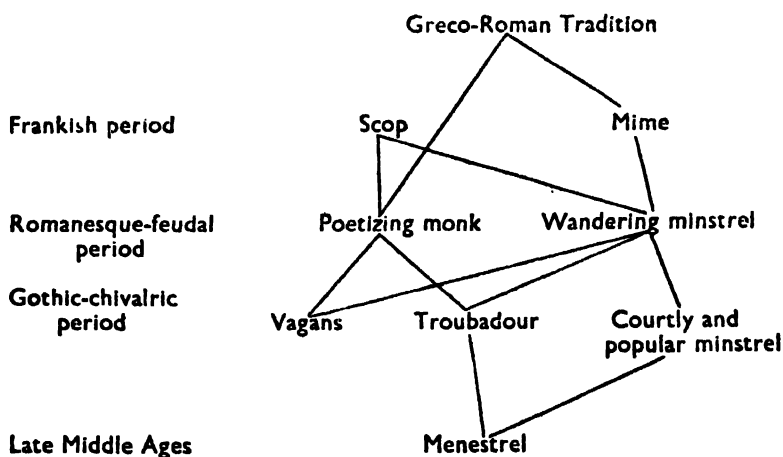 Greco-Roman Tradition
Frankish period
Scop
Mime
Romanesque-feudal
period
Poetizing monk
Wandering minstrel
Gothic-chivalric
period
Vagans
Troubadour
Courtly and
popular minstrel
Late Middle Ages
Menestrel